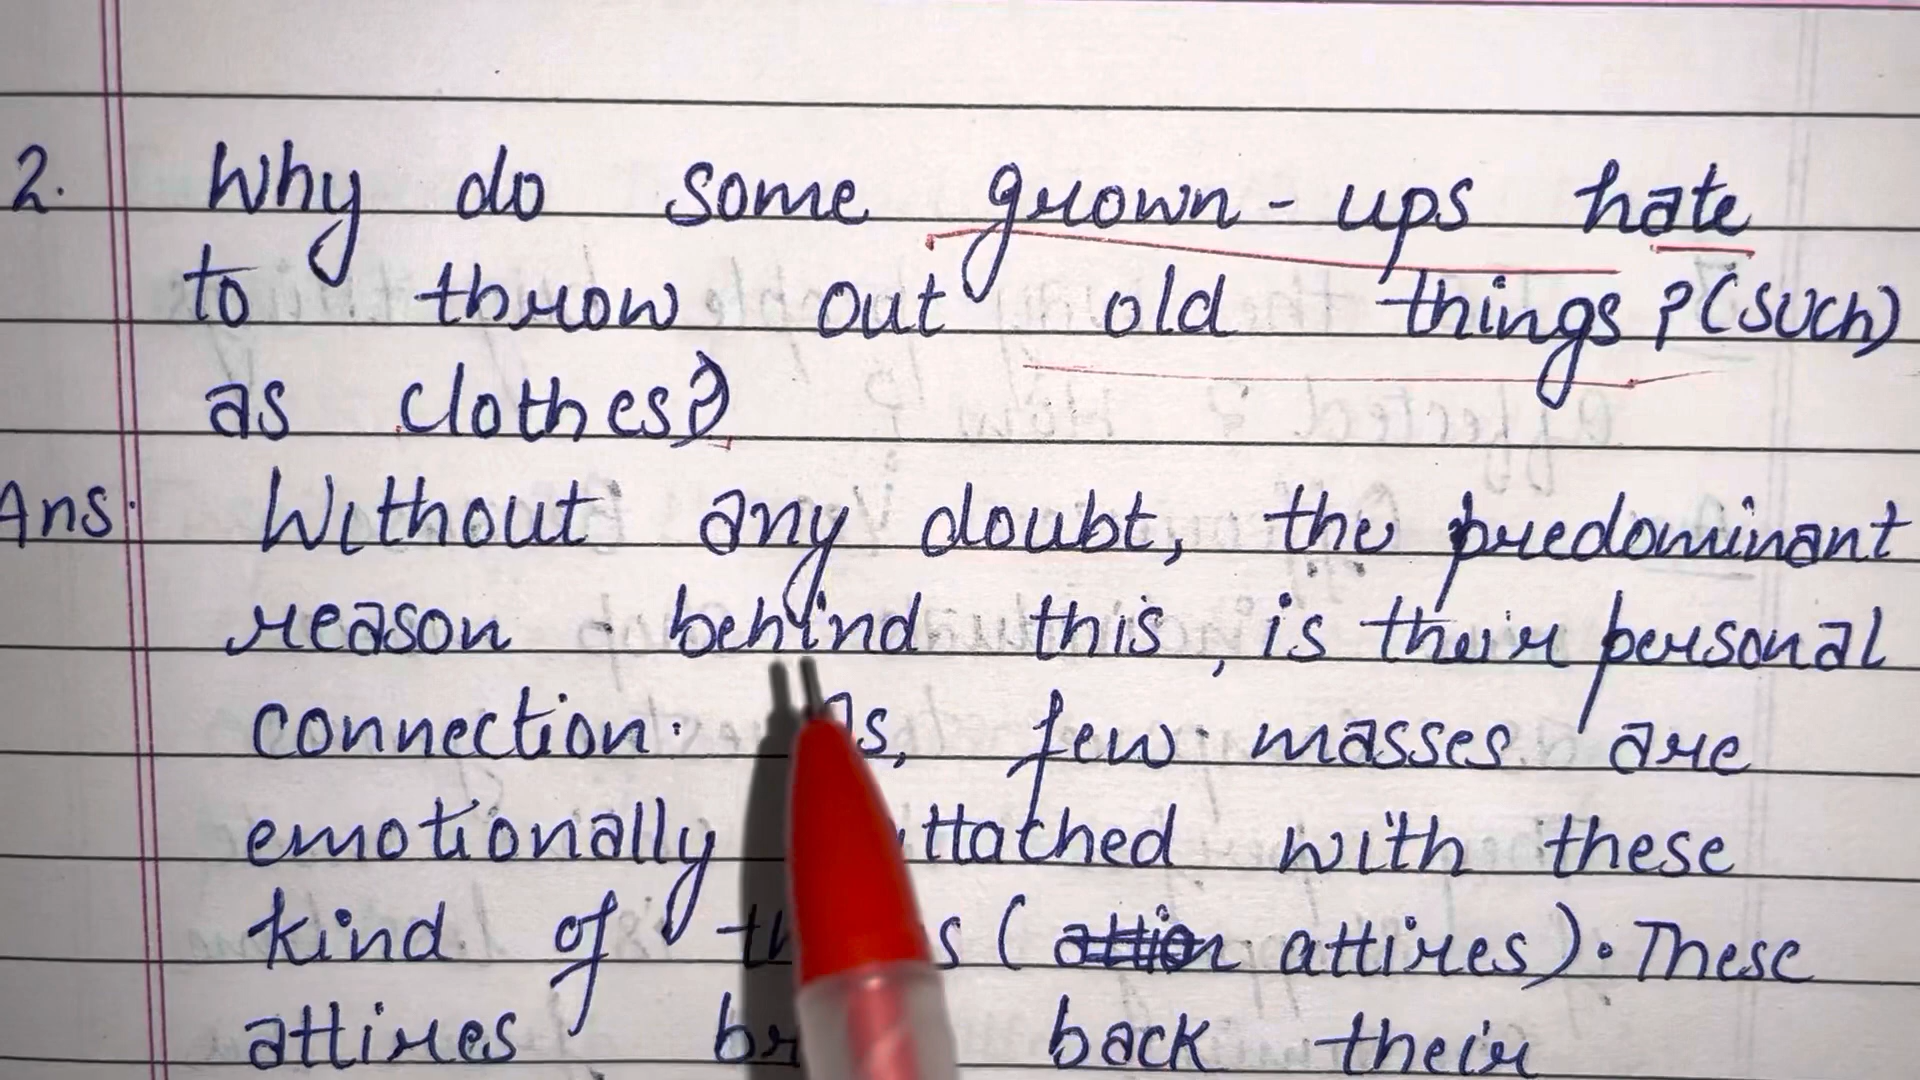 2. Why do some grown-ups hate
to throw out old things? (such)
as clothes?)
Ans. Without any doubt, the predominant
reason behind this, is their personal
connection. As, few masses are
emotionally attached with these
kind of (attires). These
attires back their